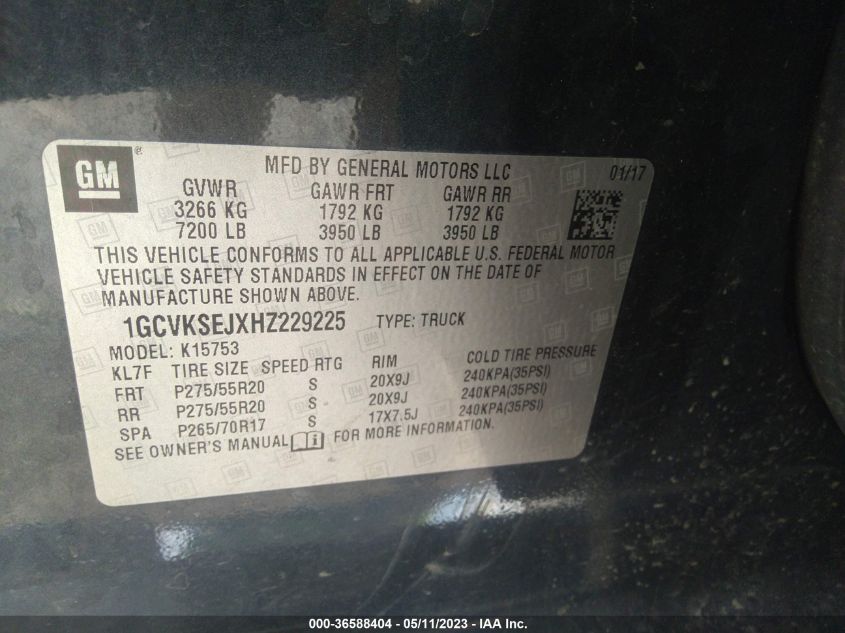 GM ®
MFD BY GENERAL MOTORS LLC
01/17
GVWR GAWR FRT GAWR RR
3266 KG 1792 KG 1792 KG
7200 LB 3950 LB 3950 LB
THIS VEHICLE CONFORMS TO ALL APPLICABLE U.S. FEDERAL MOTOR
VEHICLE SAFETY STANDARDS IN EFFECT ON THE DATE OF
MANUFACTURE SHOWN ABOVE.
1GCVKSEJXHZ229225 TYPE: TRUCK
MODEL: K15753
KL7F TIRE SIZE SPEED RTG RIM COLD TIRE PRESSURE
FRT P275/55R20 S 20X9J 240KPA(35PSI)
RR P275/55R20 S 20X9J 240KPA(35PSI)
SPA P265/70R17 S 17X7.5J 240KPA(35PSI)
SEE OWNER'S MANUAL i FOR MORE INFORMATION.
000-36588404 - 05/11/2023 - IAA Inc.